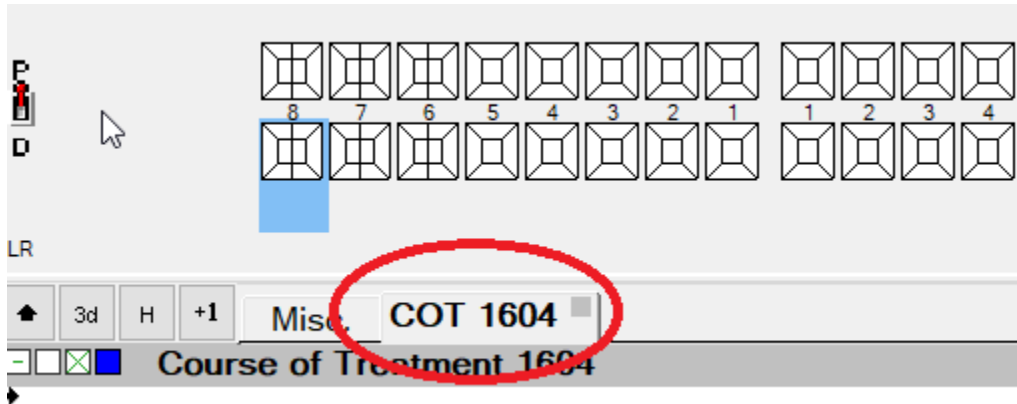 P
D
8 7 6 5 4 3 2 1 1 2 3 4
LR
3d H +1 Misc. COT 1604
Course of Treatment 1604